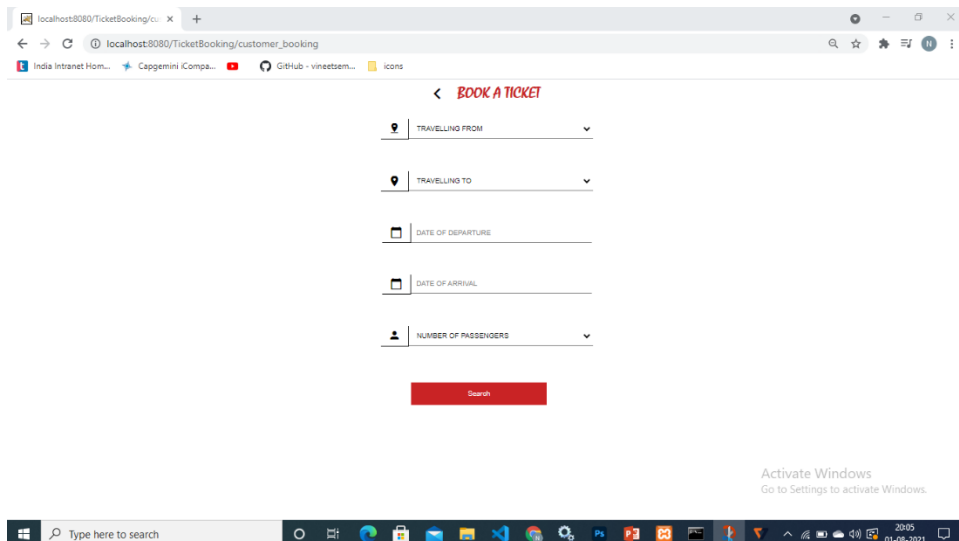 localhost:8080/TicketBooking/cu
localhost:8080/TicketBooking/customer_booking
N
India Intranet Hom...
Capgemini iCompa...
GitHub - vineetsem...
icons
BOOK A TICKET
TRAVELLING FROM
TRAVELLING TO
DATE OF DEPARTURE
DATE OF ARRIVAL
NUMBER OF PASSENGERS
Search
Activate Windows
Go to Settings to activate Windows.
Type here to search
Ps
20:05
01-08-2021